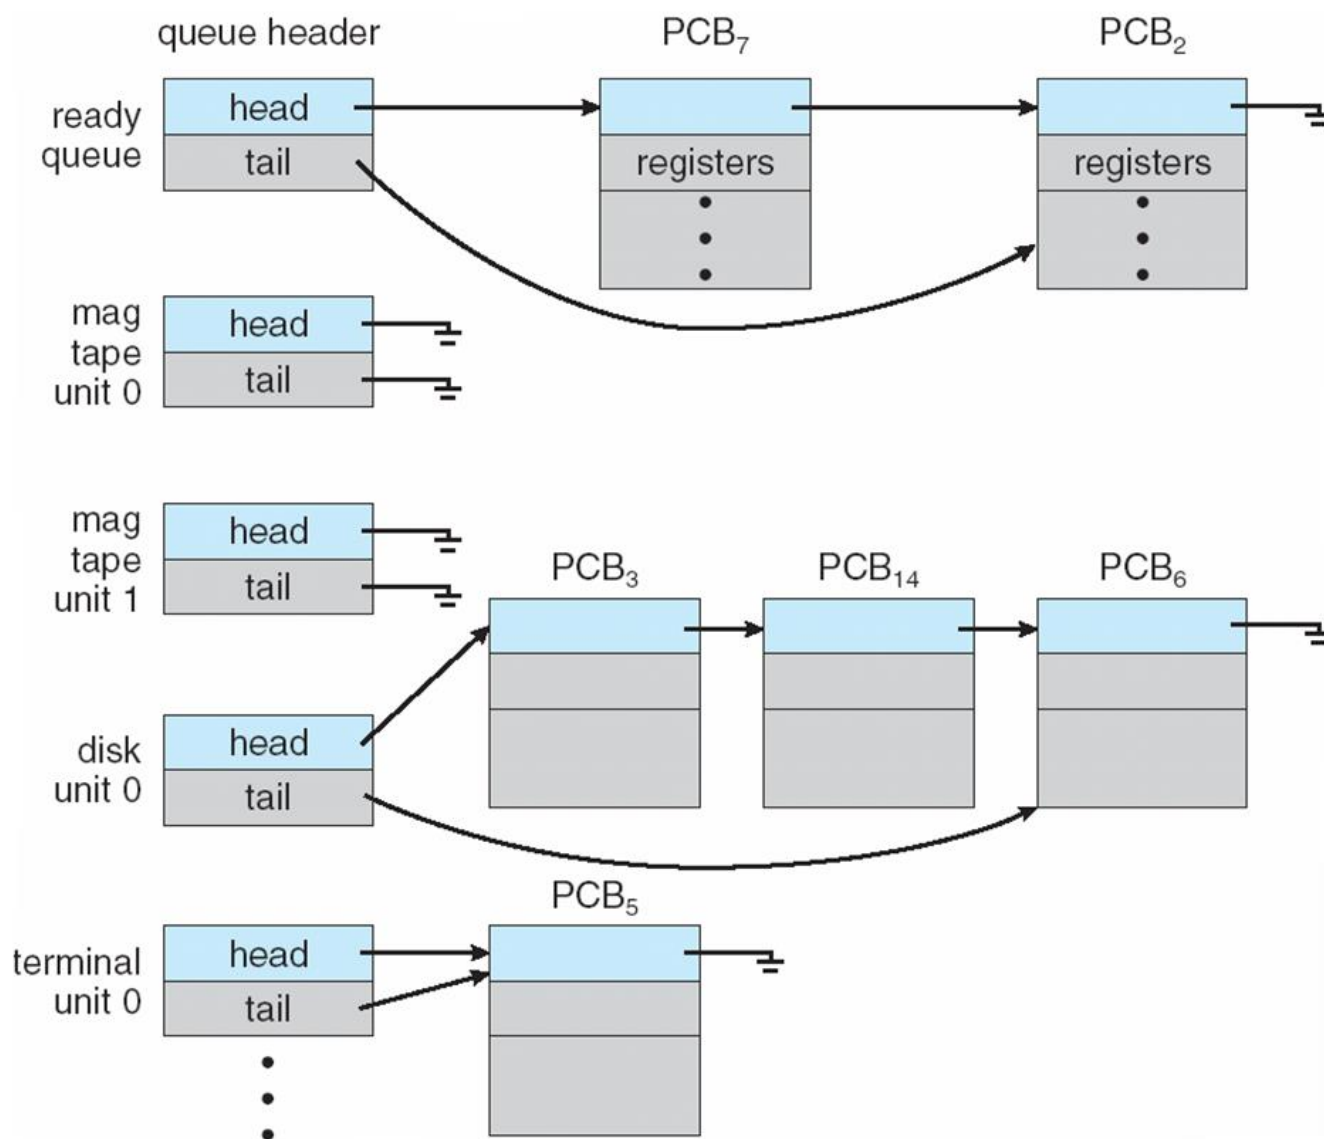 queue header
PCB₇
PCB₂
ready
queue
head
tail
registers
registers
mag
tape
unit 0
head
tail
mag
tape
unit 1
head
tail
PCB₃
PCB₁₄
PCB₆
disk
unit 0
head
tail
PCB₅
terminal
unit 0
head
tail